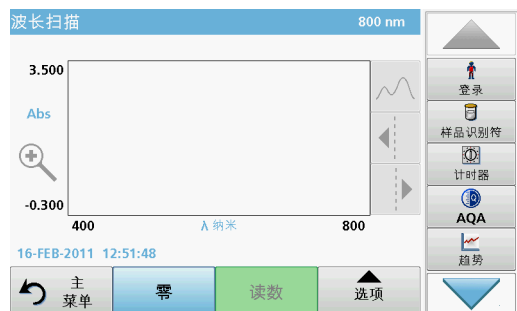 波长扫描 800 nm
3.500
Abs
-0.300
400 λ 纳米 800
16-FEB-2011 12:51:48
主
菜单
零
读数
选项
登录
样品识别符
计时器
AQA
趋势